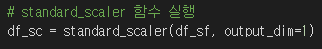 # standard_scaler 함수 실행
df_sc = standard_scaler(df_sf, output_dim=1)